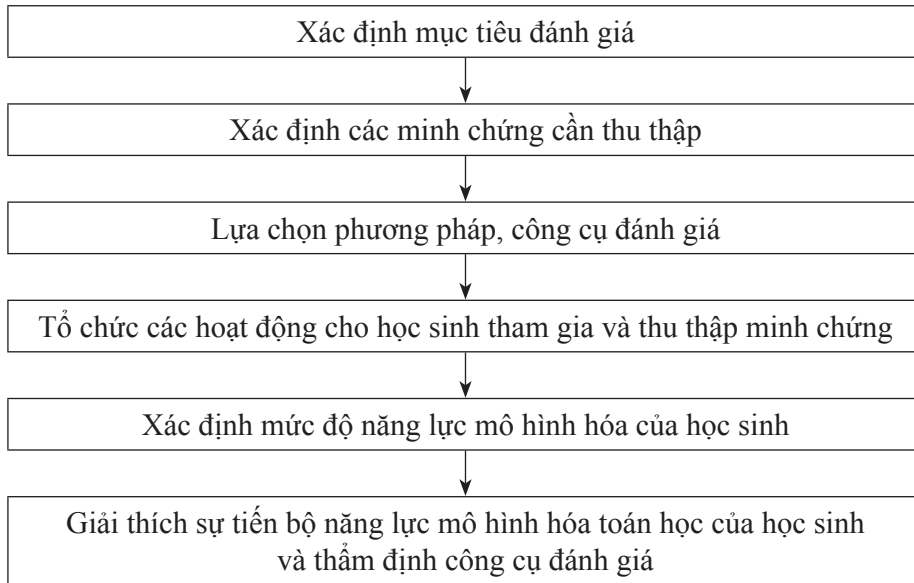 Xác định mục tiêu đánh giá
Xác định các minh chứng cần thu thập
Lựa chọn phương pháp, công cụ đánh giá
Tổ chức các hoạt động cho học sinh tham gia và thu thập minh chứng
Xác định mức độ năng lực mô hình hóa của học sinh
Giải thích sự tiến bộ năng lực mô hình hóa toán học của học sinh
và thẩm định công cụ đánh giá